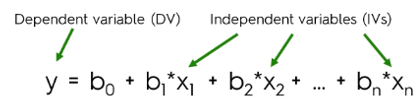 Dependent variable (DV) Independent variables (IVs)
y = b₀ + b₁*x₁ + b₂*x₂ + ... + bₙ*xₙ